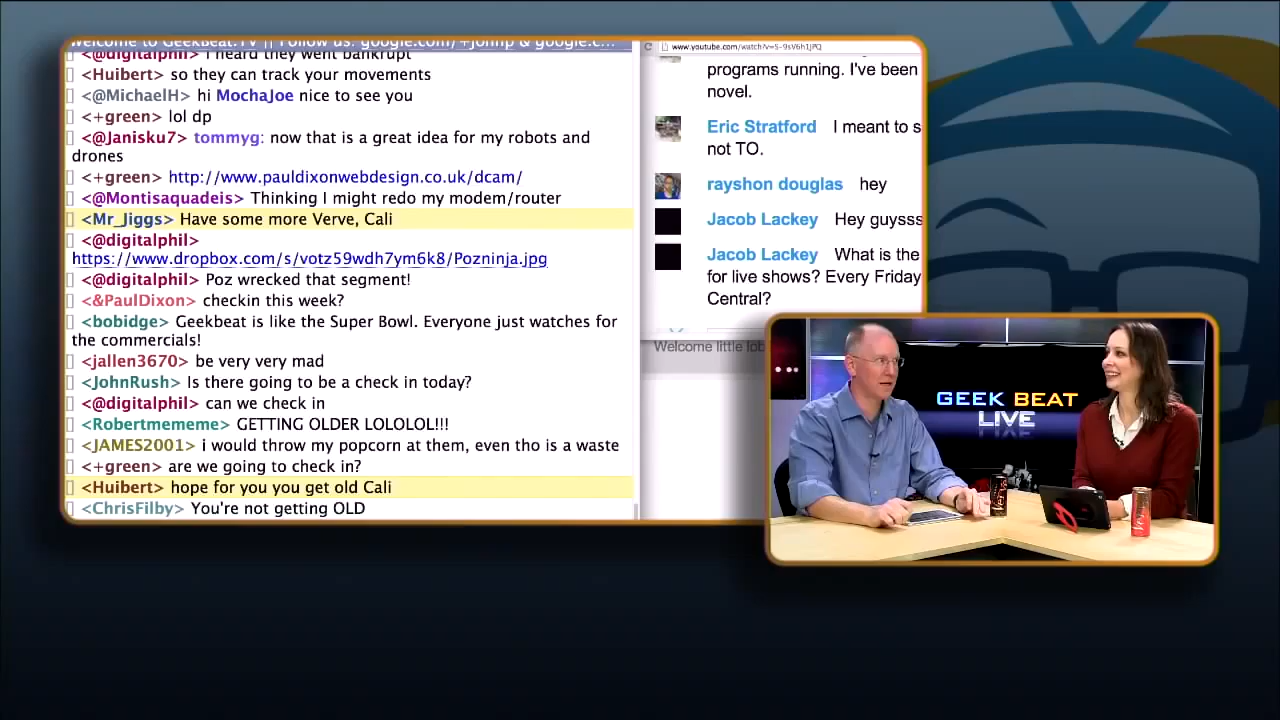 Welcome to GeekBeat.TV || Follow us: google.com/+johnp & google.c...
<@digitalphil> I heard they went bankrupt
<Huibert> so they can track your movements
<@MichaelH> hi MochaJoe nice to see you
<+green> lol dp
<@Janisku7> tommyg: now that is a great idea for my robots and
drones
<+green> http://www.pauldixonwebdesign.co.uk/dcam/
<@Montisaquadeis> Thinking I might redo my modem/router
<Mr_Jiggs> Have some more Verve, Cali
<@digitalphil>
https://www.dropbox.com/s/votz59wdh7ym6k8/Pozninja.jpg
<@digitalphil> Poz wrecked that segment!
<&PaulDixon> checkin this week?
<bobidge> Geekbeat is like the Super Bowl. Everyone just watches for
the commercials!
<jallen3670> be very very mad
<JohnRush> Is there going to be a check in today?
<@digitalphil> can we check in
<Robertmememe> GETTING OLDER LOLOLOL!!!
<JAMES2001> i would throw my popcorn at them, even tho is a waste
<+green> are we going to check in?
<Huibert> hope for you you get old Cali
<ChrisFilby> You're not getting OLD
www.youtube.com/watch?v=S-9sV6h1JPQ
programs running. I've been
novel.
Eric Stratford I meant to s
not TO.
rayshon douglas hey
Jacob Lackey Hey guysss
Jacob Lackey What is the
for live shows? Every Friday
Central?
Welcome little lob
GEEK BEAT
LIVE
Verve